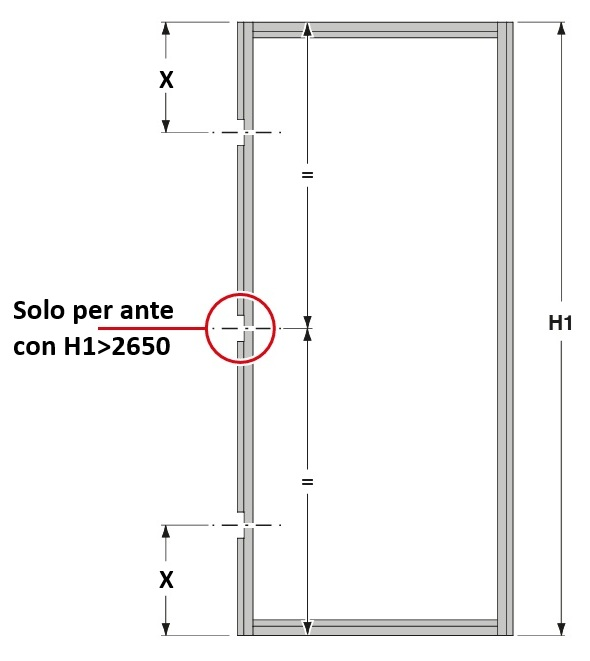 X
=
Solo per ante
con H1>2650
H1
=
X